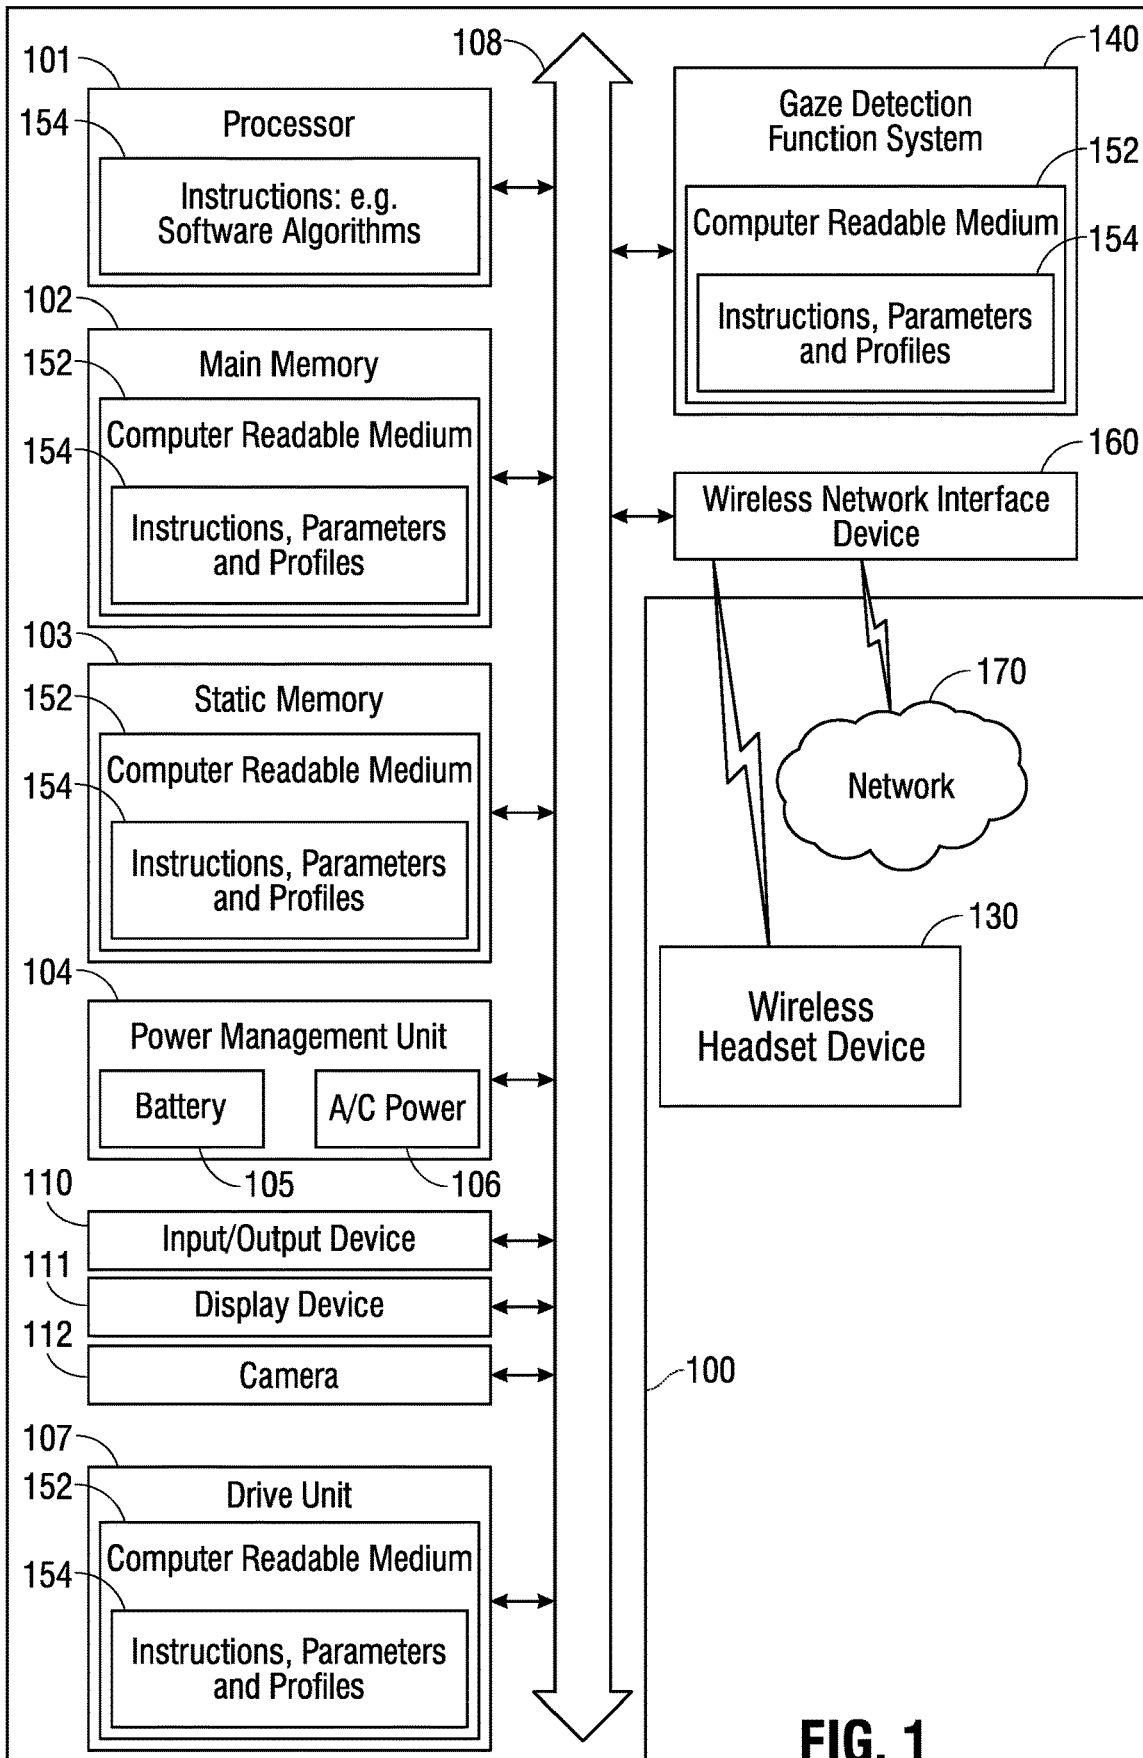 108
101
154
Processor
Instructions: e.g.
Software Algorithms
102
152
Main Memory
Computer Readable Medium
154
Instructions, Parameters
and Profiles
103
152
Static Memory
Computer Readable Medium
154
Instructions, Parameters
and Profiles
104
Power Management Unit
Battery
A/C Power
105
106
110
Input/Output Device
111
Display Device
112
Camera
107
152
Drive Unit
Computer Readable Medium
154
Instructions, Parameters
and Profiles
140
Gaze Detection
Function System
152
Computer Readable Medium
154
Instructions, Parameters
and Profiles
160
Wireless Network Interface
Device
170
Network
130
Wireless
Headset Device
100
FIG. 1